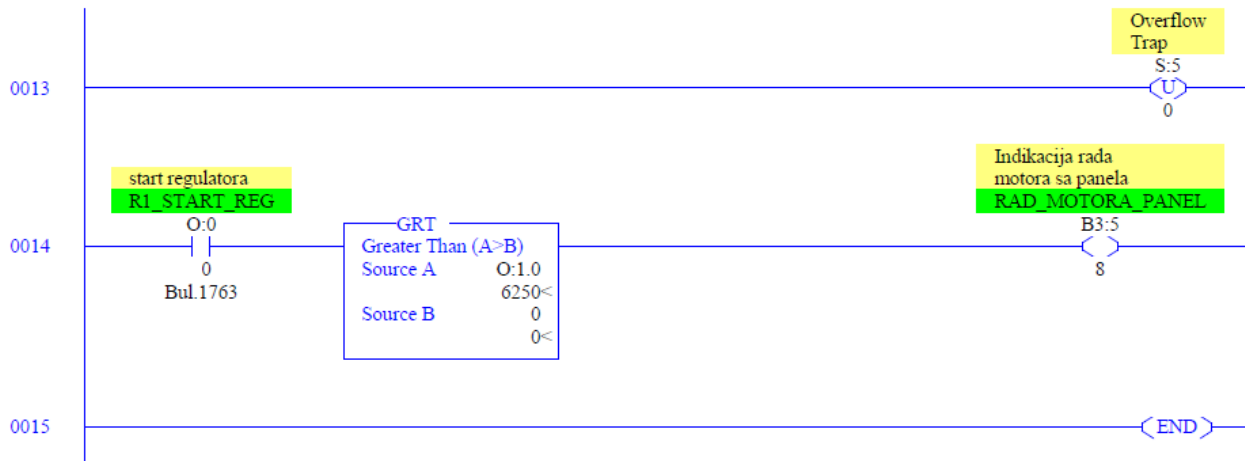 Overflow
Trap
S:5
0013
U
0
start regulatora
R1_START_REG
O:0
0014
0
Bul.1763
GRT
Greater Than (A>B)
Source A O:1.0
6250<
Source B 0
0<
Indikacija rada
motora sa panela
RAD_MOTORA_PANEL
B3:5
8
0015
END